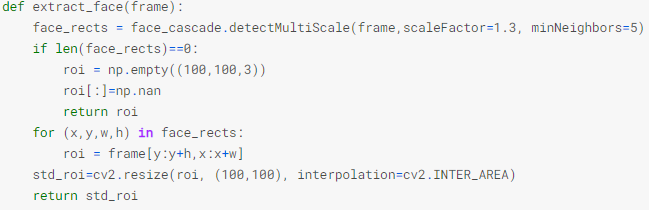 def extract_face(frame):
    face_rects = face_cascade.detectMultiScale(frame,scaleFactor=1.3, minNeighbors=5)
    if len(face_rects)==0:
        roi = np.empty((100,100,3))
        roi[:]=np.nan
        return roi
    for (x,y,w,h) in face_rects:
        roi = frame[y:y+h,x:x+w]
    std_roi=cv2.resize(roi, (100,100), interpolation=cv2.INTER_AREA)
    return std_roi